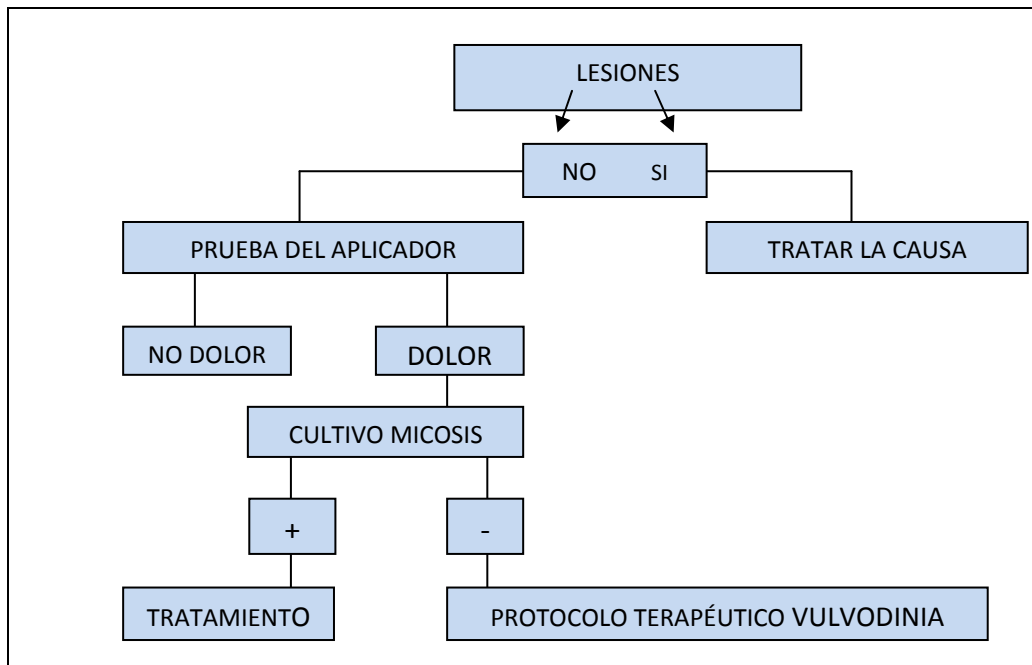 LESIONES
NO SI
PRUEBA DEL APLICADOR
TRATAR LA CAUSA
NO DOLOR
DOLOR
CULTIVO MICOSIS
+
-
TRATAMIENTO
PROTOCOLO TERAPÉUTICO VULVODINIA